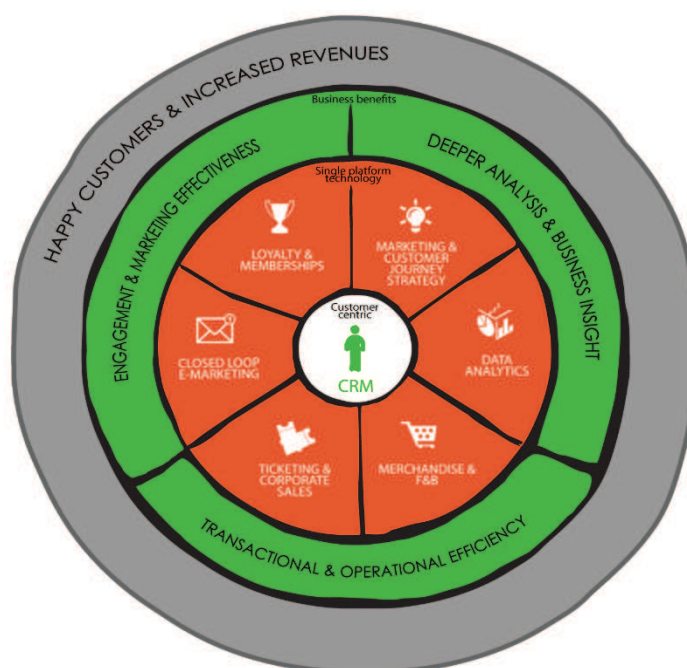 HAPPY CUSTOMERS & INCREASED REVENUES
Business benefits
ENGAGEMENT & MARKETING EFFECTIVENESS
DEEPER ANALYSIS & BUSINESS INSIGHT
TRANSACTIONAL & OPERATIONAL EFFICIENCY
Single platform
technology
LOYALTY &
MEMBERSHIPS
MARKETING &
CUSTOMER
JOURNEY
STRATEGY
CLOSED LOOP
E-MARKETING
DATA
ANALYTICS
TICKETING &
CORPORATE
SALES
MERCHANDISE &
F&B
Customer
centric
CRM